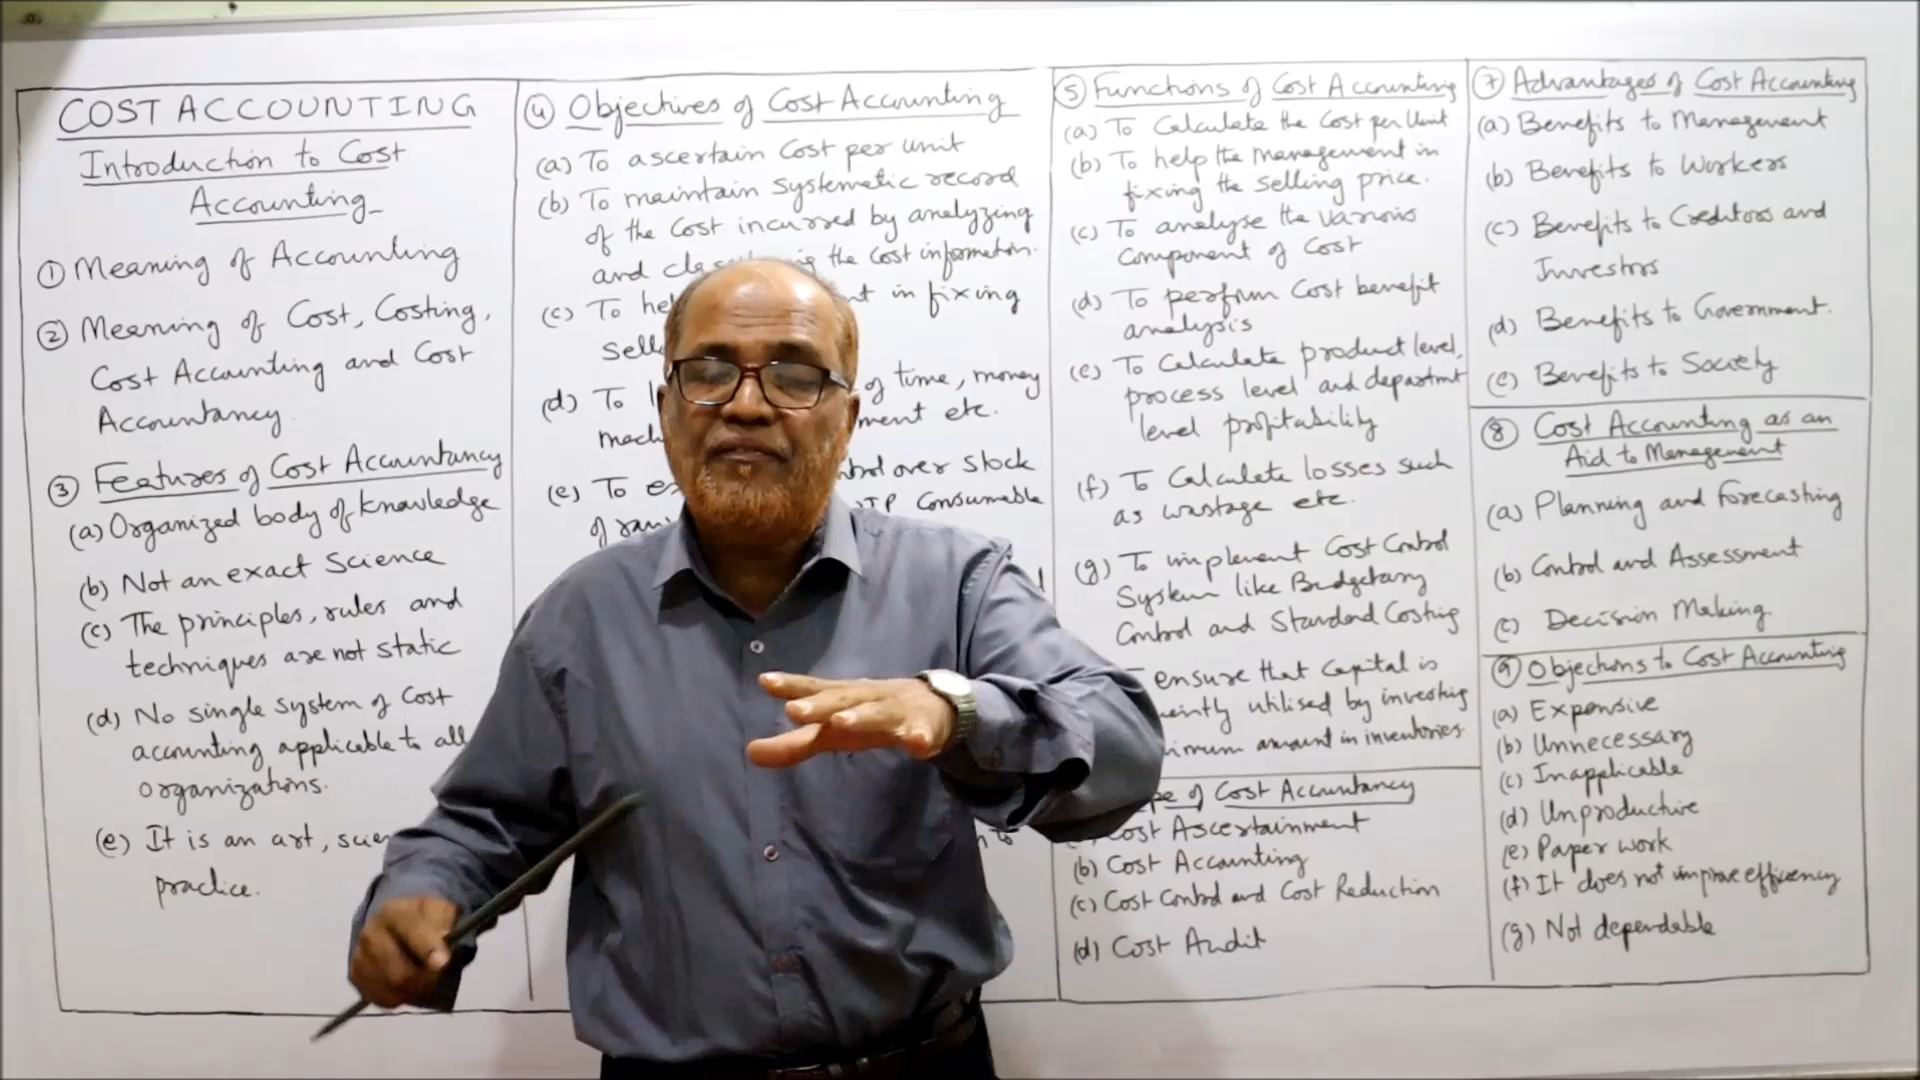 COST ACCOUNTING
Introduction to Cost
Accounting
① Meaning of Accounting
② Meaning of Cost, Costing,
Cost Accounting and Cost
Accountancy.
③ Features of Cost Accountancy
(a) Organized body of knowledge
(b) Not an exact Science
(c) The principles, rules and
techniques are not static
(d) No single system of Cost
accounting applicable to all
organizations.
(e) It is an art, scie
practice.
④ Objectives of Cost Accounting
(a) To ascertain Cost per unit
(b) To maintain systematic record
of the Cost incurred by analyzing
and the Cost information.
(c) To in fixing
(d) To of time, money
etc.
(e) To over stock
of Consumable
to
⑤ Functions of Cost Accounting
(a) To Calculate the Cost per Unit
(b) To help the management in
fixing the selling price.
(c) To analyse the various
Component of Cost
(d) To perform Cost benefit
analysis
(e) To Calculate product level,
process level and departmt
level profitability
(f) To Calculate losses such
as wastage etc.
(g) To implement Cost Control
System like Budgetary
Control and Standard Costing
ensure that Capital is
utilised by investing
amount in inventories.
of Cost Accountancy
Cost Ascertainment
(b) Cost Accounting
(c) Cost Control and Cost Reduction
(d) Cost Audit
⑦ Advantages of Cost Accounting
(a) Benefits to Management
(b) Benefits to Workers
(c) Benefits to Creditors and
Investors
(d) Benefits to Government.
(e) Benefits to Society
⑧ Cost Accounting as an
Aid to Management
(a) Planning and forecasting
(b) Control and Assessment
(c) Decision Making
⑨ Objections to Cost Accounting
(a) Expensive
(b) Unnecessary
(c) Inapplicable
(d) Unproductive
(e) Paper work
(f) It does not improve efficiency
(g) Not dependable